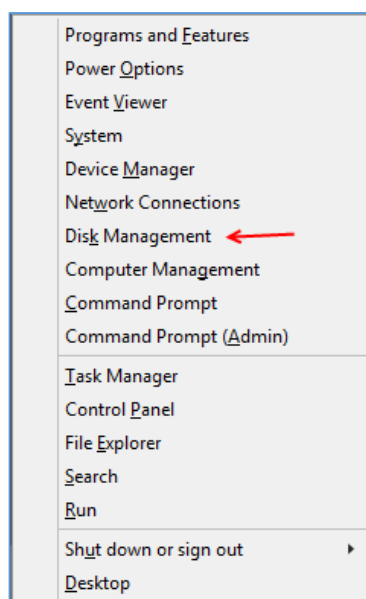 Programs and Features
Power Options
Event Viewer
System
Device Manager
Network Connections
Disk Management
Computer Management
Command Prompt
Command Prompt (Admin)
Task Manager
Control Panel
File Explorer
Search
Run
Shut down or sign out
Desktop